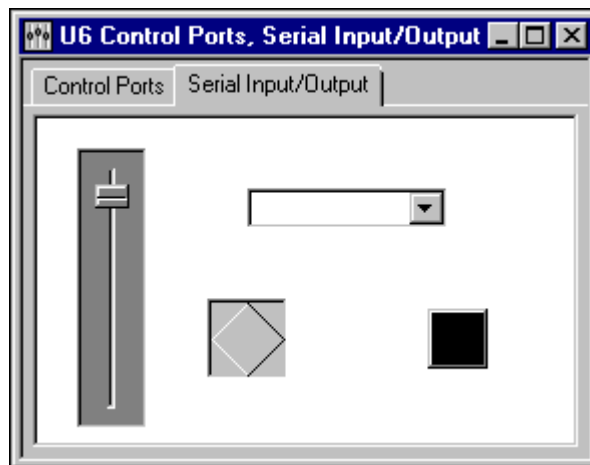 U6 Control Ports, Serial Input/Output
Control Ports
Serial Input/Output